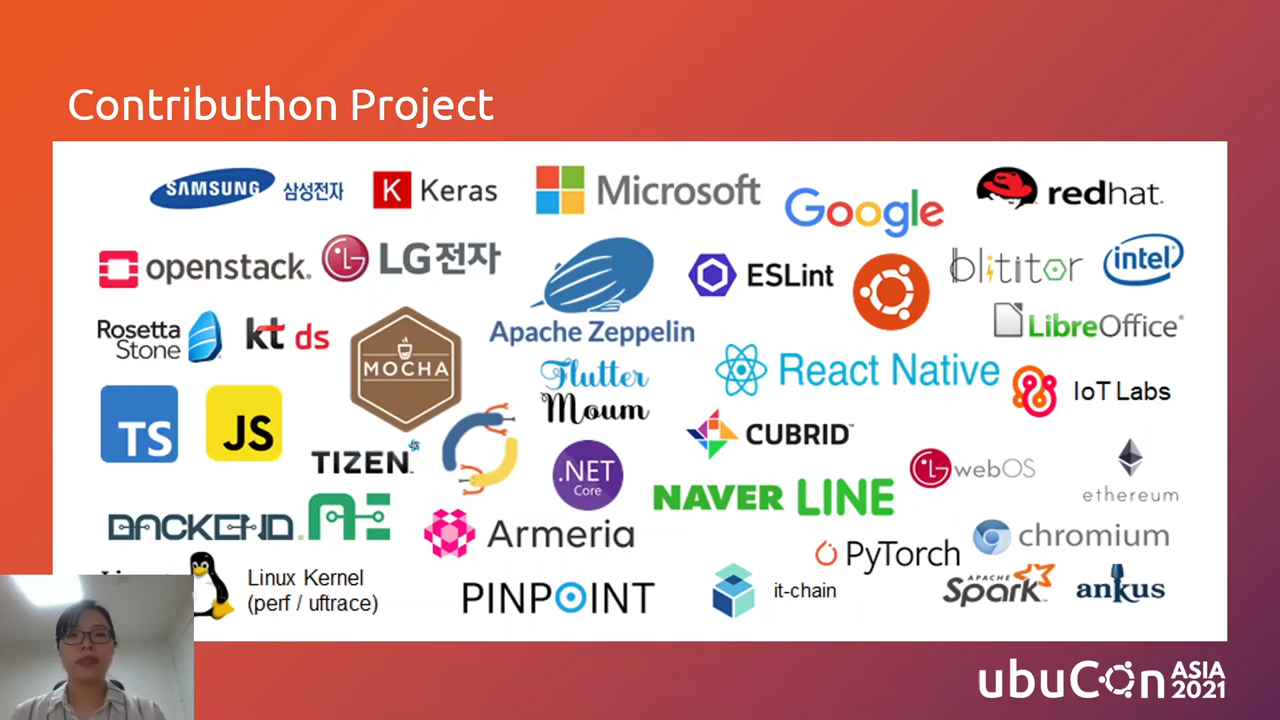 Contributhon Project
SAMSUNG 삼성전자
K Keras
Microsoft
Google
redhat.
openstack.
LG전자
Apache Zeppelin
ESLint
blititor
intel
Rosetta
Stone
kt ds
MOCHA
LibreOffice
Flutter
Moum
React Native
IoT Labs
TS
JS
TIZEN
.NET
Core
CUBRID
LG webOS
ethereum
NAVER LINE
BACKEND.AI
Armeria
PyTorch
chromium
Linux Kernel
(perf / uftrace)
PINPOINT
it-chain
APACHE
Spark
ankus
ubuCon ASIA
2021